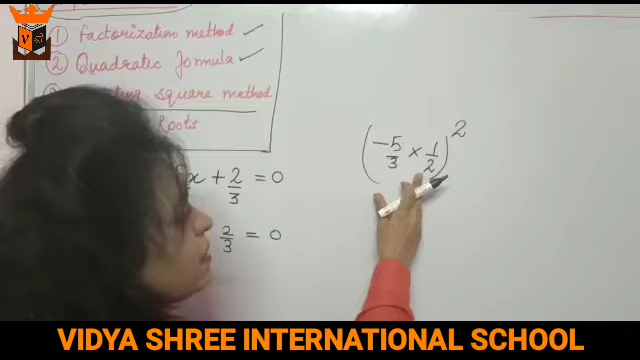 ① Factorization method ✓
② Quadratic Formula ✓
square method
Roots
x + 2/3 = 0
2/3 = 0
(-5/3 × 1/2)^2
VIDYA SHREE INTERNATIONAL SCHOOL